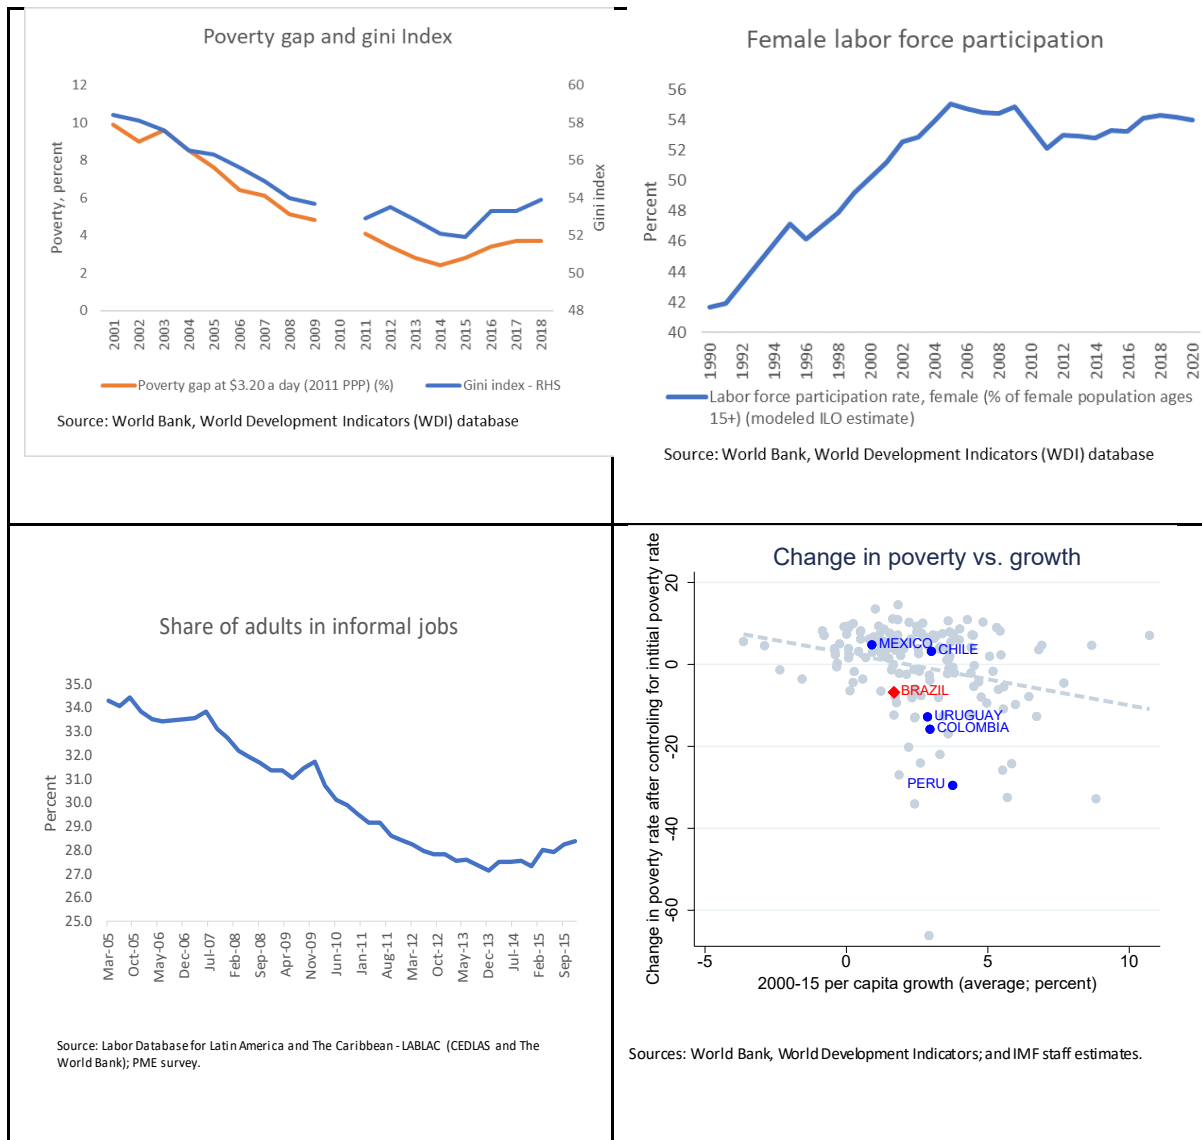 Poverty gap and gini Index
12
10
8
6
4
2
0
Poverty, percent
60
58
56
54
52
50
48
Gini index
2001
2002
2003
2004
2005
2006
2007
2008
2009
2010
2011
2012
2013
2014
2015
2016
2017
2018
Poverty gap at $3.20 a day (2011 PPP) (%)
Gini index - RHS
Source: World Bank, World Development Indicators (WDI) database
Female labor force participation
56
54
52
50
48
46
44
42
40
Percent
1990
1992
1994
1996
1998
2000
2002
2004
2006
2008
2010
2012
2014
2016
2018
2020
Labor force participation rate, female (% of female population ages
15+) (modeled ILO estimate)
Source: World Bank, World Development Indicators (WDI) database
Share of adults in informal jobs
35.0
34.0
33.0
32.0
31.0
30.0
29.0
28.0
27.0
26.0
25.0
Percent
Mar-05
Oct-05
May-06
Dec-06
Jul-07
Feb-08
Sep-08
Apr-09
Nov-09
Jun-10
Jan-11
Aug-11
Mar-12
Oct-12
May-13
Dec-13
Jul-14
Feb-15
Sep-15
Source: Labor Database for Latin America and The Caribbean - LABLAC (CEDLAS and The
World Bank); PME survey.
Change in poverty vs. growth
Change in poverty rate after controling for intitial poverty rate
20
0
-20
-40
-60
MEXICO
CHILE
BRAZIL
URUGUAY
COLOMBIA
PERU
-5
0
5
10
2000-15 per capita growth (average; percent)
Sources: World Bank, World Development Indicators; and IMF staff estimates.